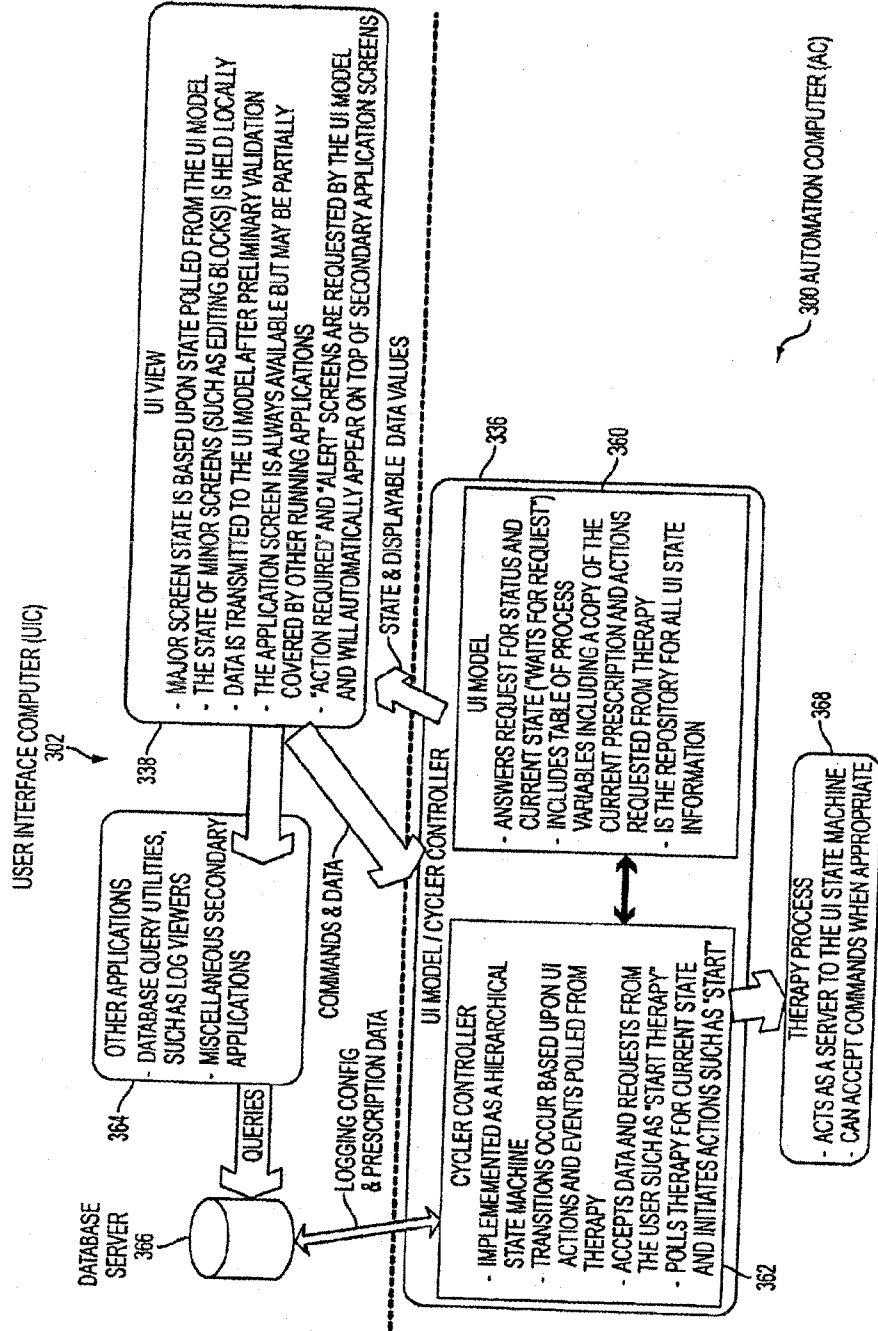 USER INTERFACE COMPUTER (UIC)
302
UI VIEW
- MAJOR SCREEN STATE IS BASED UPON STATE POLLED FROM THE UI MODEL
- THE STATE OF MINOR SCREENS (SUCH AS EDITING BLOCKS) IS HELD LOCALLY
- DATA IS TRANSMITTED TO THE UI MODEL AFTER PRELIMINARY VALIDATION
- THE APPLICATION SCREEN IS ALWAYS AVAILABLE BUT MAY BE PARTIALLY
COVERED BY OTHER RUNNING APPLICATIONS
- "ACTION REQUIRED" AND "ALERT" SCREENS ARE REQUESTED BY THE UI MODEL
AND WILL AUTOMATICALLY APPEAR ON TOP OF SECONDARY APPLICATION SCREENS
338
OTHER APPLICATIONS
- DATABASE QUERY UTILITIES,
SUCH AS LOG VIEWERS
- MISCELLANEOUS SECONDARY
APPLICATIONS
364
QUERIES
DATABASE
SERVER
366
LOGGING CONFIG
& PRESCRIPTION DATA
COMMANDS & DATA
STATE & DISPLAYABLE DATA VALUES
UI MODEL / CYCLER CONTROLLER
336
CYCLER CONTROLLER
- IMPLEMEMENTED AS A HIERARCHICAL
STATE MACHINE
- TRANSITIONS OCCUR BASED UPON UI
ACTIONS AND EVENTS POLLED FROM
THERAPY
- ACCEPTS DATA AND REQUESTS FROM
THE USER SUCH AS "START THERAPY"
- POLLS THERAPY FOR CURRENT STATE
AND INITIATES ACTIONS SUCH AS "START"
362
UI MODEL
- ANSWERS REQUEST FOR STATUS AND
CURRENT STATE ("WAITS FOR REQUEST")
- INCLUDES TABLE OF PROCESS
VARIABLES INCLUDING A COPY OF THE
CURRENT PRESCRIPTION AND ACTIONS
REQUESTED FROM THERAPY
- IS THE REPOSITORY FOR ALL UI STATE
INFORMATION
360
THERAPY PROCESS
- ACTS AS A SERVER TO THE UI STATE MACHINE
- CAN ACCEPT COMMANDS WHEN APPROPRIATE
368
300 AUTOMATION COMPUTER (AC)